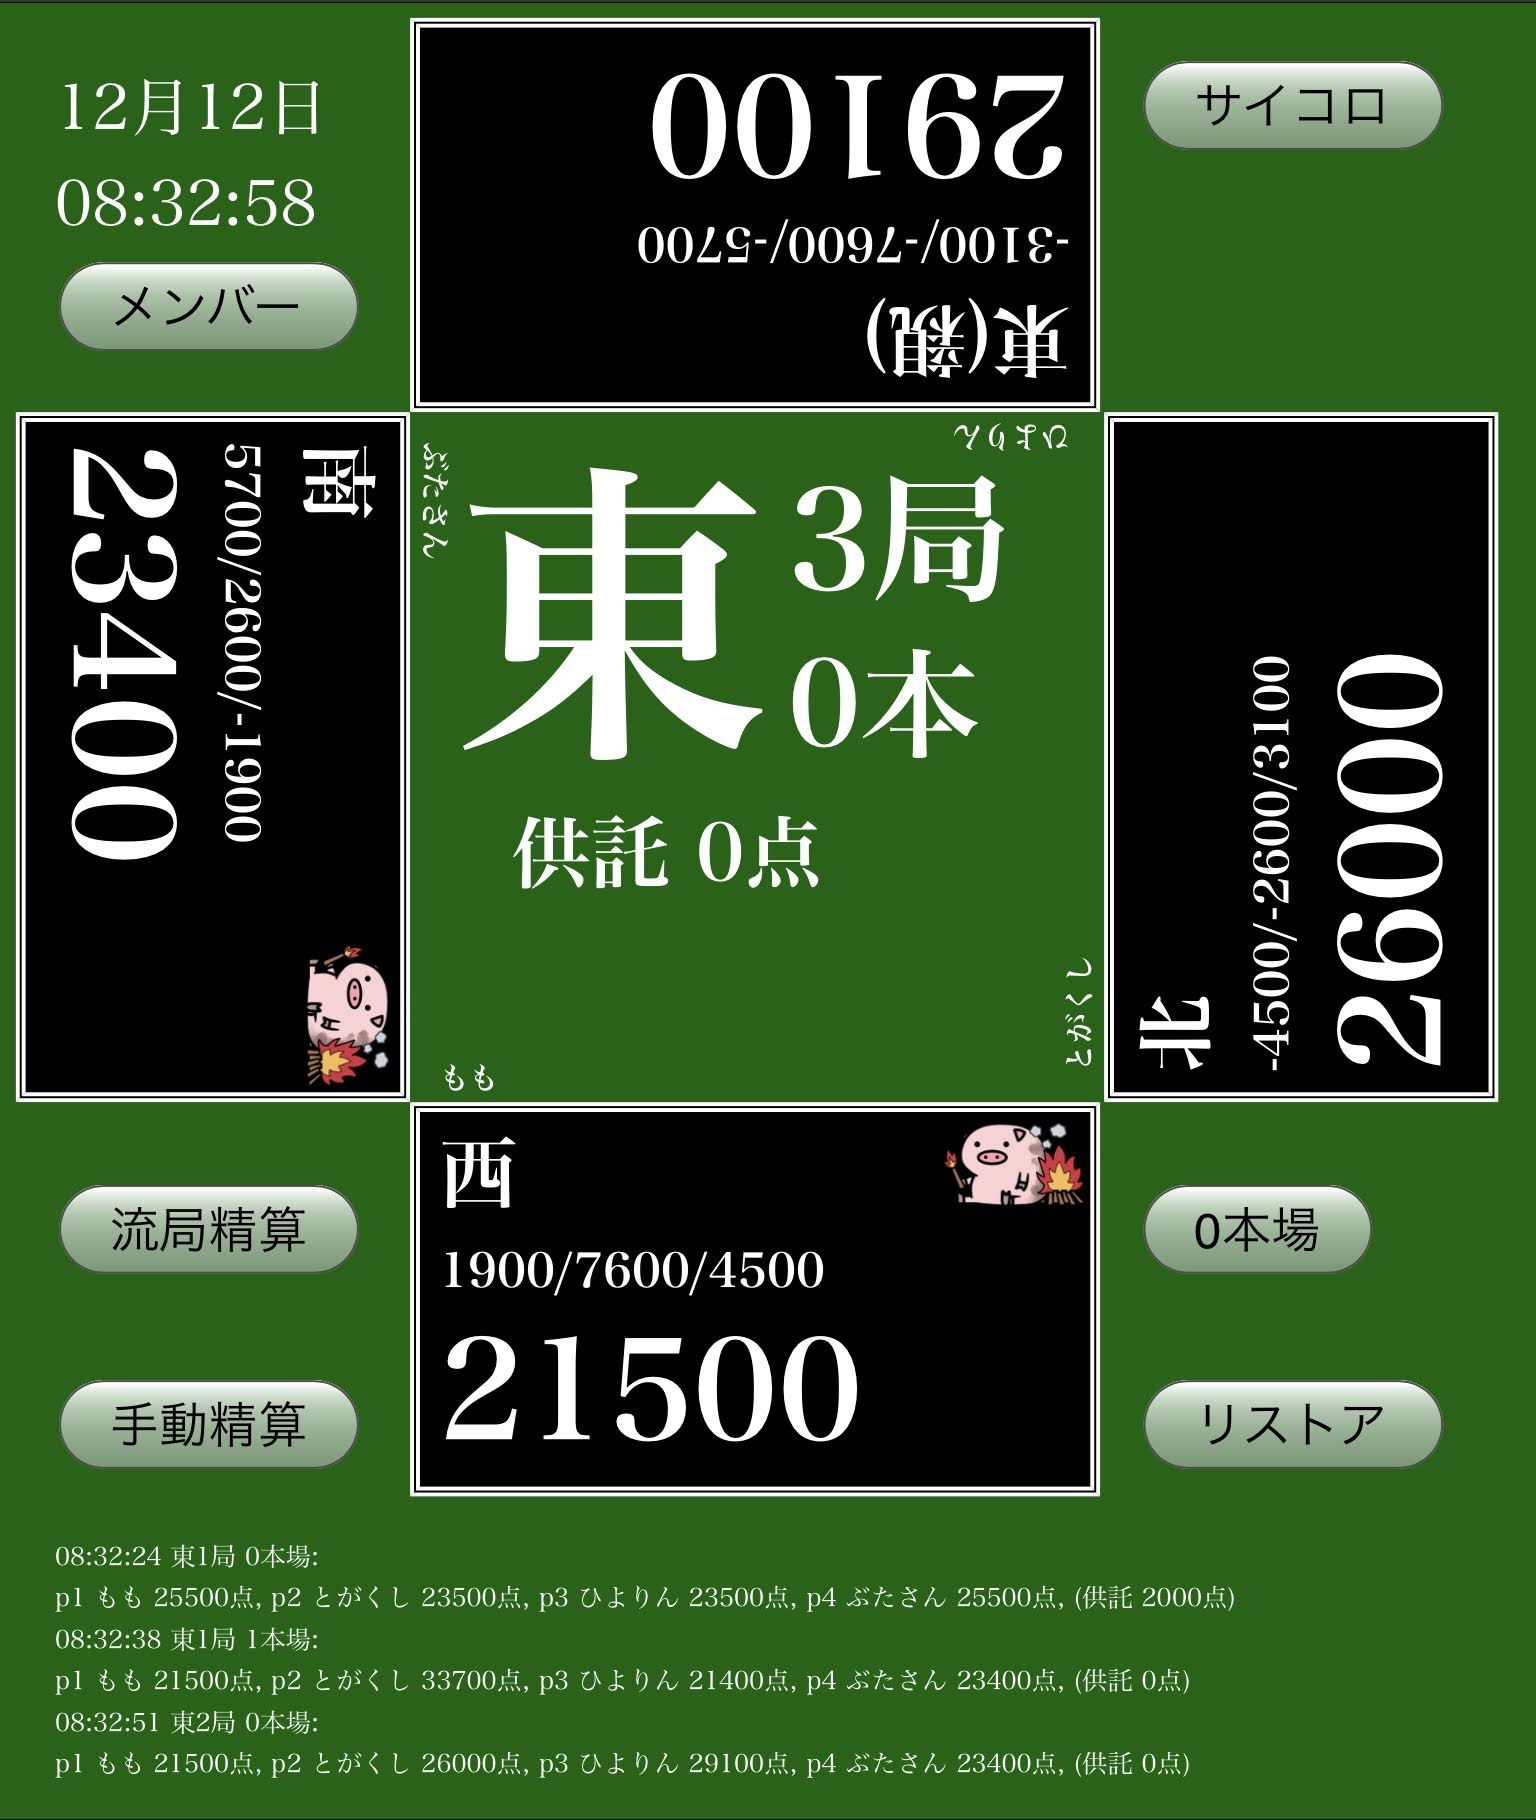 12月12日
08:32:58
メンバー
29100
-3100/-7600/-5700
東(親)
サイコロ
南
5700/2600/-1900
23400
ぶたさん
ひよりん
東
3局
0本
供託 0点
もも
とがくし
北
-4500/-2600/3100
26000
西
1900/7600/4500
21500
流局精算
0本場
手動精算
リストア
08:32:24 東1局 0本場:
p1 もも 25500点, p2 とがくし 23500点, p3 ひよりん 23500点, p4 ぶたさん 25500点, (供託 2000点)
08:32:38 東1局 1本場:
p1 もも 21500点, p2 とがくし 33700点, p3 ひよりん 21400点, p4 ぶたさん 23400点, (供託 0点)
08:32:51 東2局 0本場:
p1 もも 21500点, p2 とがくし 26000点, p3 ひよりん 29100点, p4 ぶたさん 23400点, (供託 0点)